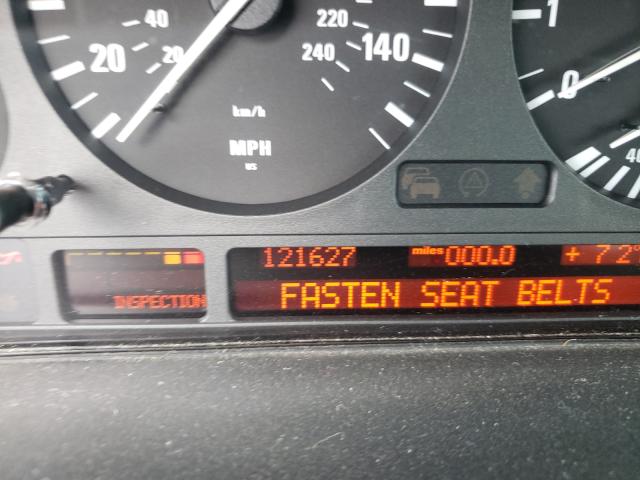 40
220
1
20
20
240
140
0
km/h
MPH
US
40
121627
miles 000.0
+ 72°
INSPECTION
FASTEN SEAT BELTS